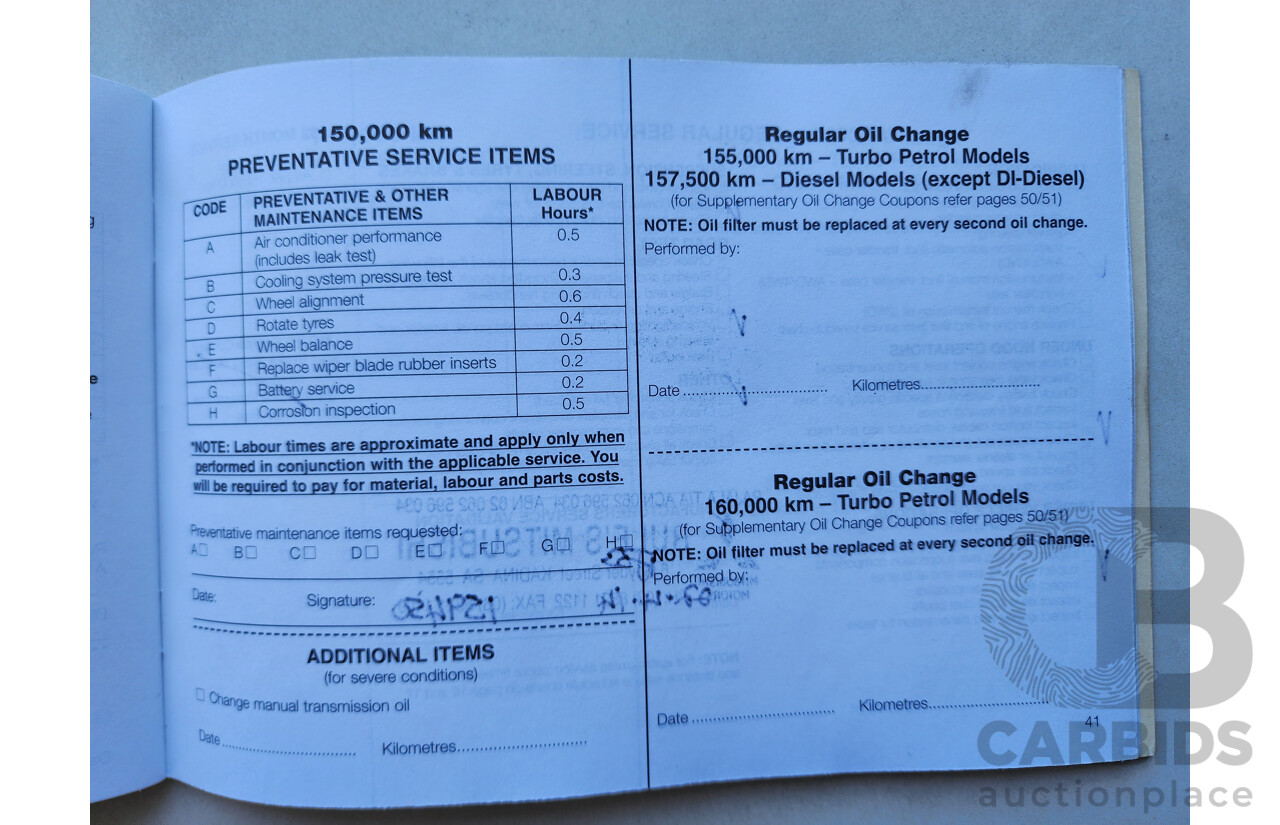 150,000 km
PREVENTATIVE SERVICE ITEMS
CODE PREVENTATIVE & OTHER MAINTENANCE ITEMS LABOUR Hours*
A Air conditioner performance (includes leak test) 0.5
B Cooling system pressure test 0.3
C Wheel alignment 0.6
D Rotate tyres 0.4
E Wheel balance 0.5
F Replace wiper blade rubber inserts 0.2
G Battery service 0.2
H Corrosion inspection 0.5
*NOTE: Labour times are approximate and apply only when
performed in conjunction with the applicable service. You
will be required to pay for material, labour and parts costs.
Preventative maintenance items requested:
A☐ B☐ C☐ D☐ E☐ F☐ G☐ H☐
Date: Signature:
ADDITIONAL ITEMS
(for severe conditions)
☐ Change manual transmission oil
Date Kilometres
Regular Oil Change
155,000 km – Turbo Petrol Models
157,500 km – Diesel Models (except DI-Diesel)
(for Supplementary Oil Change Coupons refer pages 50/51)
NOTE: Oil filter must be replaced at every second oil change.
Performed by:
Date Kilometres
Regular Oil Change
160,000 km – Turbo Petrol Models
(for Supplementary Oil Change Coupons refer pages 50/51)
NOTE: Oil filter must be replaced at every second oil change.
Performed by:
Date Kilometres
41
CB
CARBIDS
auctionplace